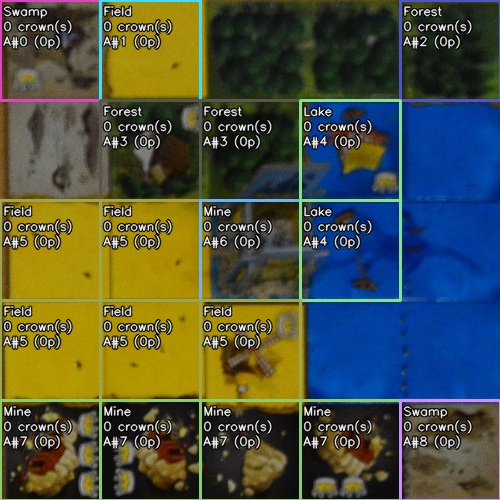 Swamp
0 crown(s)
A#0 (0p)
Field
0 crown(s)
A#1 (0p)
Forest
0 crown(s)
A#2 (0p)
Forest
0 crown(s)
A#3 (0p)
Forest
0 crown(s)
A#3 (0p)
Lake
0 crown(s)
A#4 (0p)
Field
0 crown(s)
A#5 (0p)
Field
0 crown(s)
A#5 (0p)
Mine
0 crown(s)
A#6 (0p)
Lake
0 crown(s)
A#4 (0p)
Field
0 crown(s)
A#5 (0p)
Field
0 crown(s)
A#5 (0p)
Field
0 crown(s)
A#5 (0p)
Mine
0 crown(s)
A#7 (0p)
Mine
0 crown(s)
A#7 (0p)
Mine
0 crown(s)
A#7 (0p)
Mine
0 crown(s)
A#7 (0p)
Swamp
0 crown(s)
A#8 (0p)